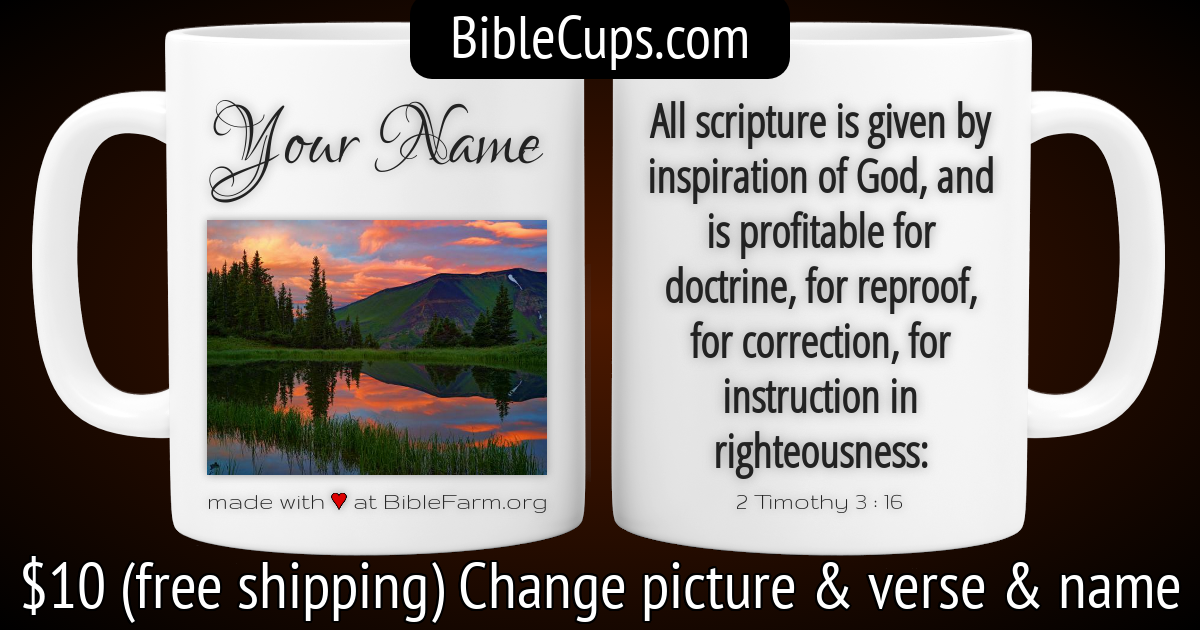 BibleCups.com
Your Name
made with ♥ at BibleFarm.org
All scripture is given by
inspiration of God, and
is profitable for
doctrine, for reproof,
for correction, for
instruction in
righteousness:
2 Timothy 3 : 16
$10 (free shipping) Change picture & verse & name